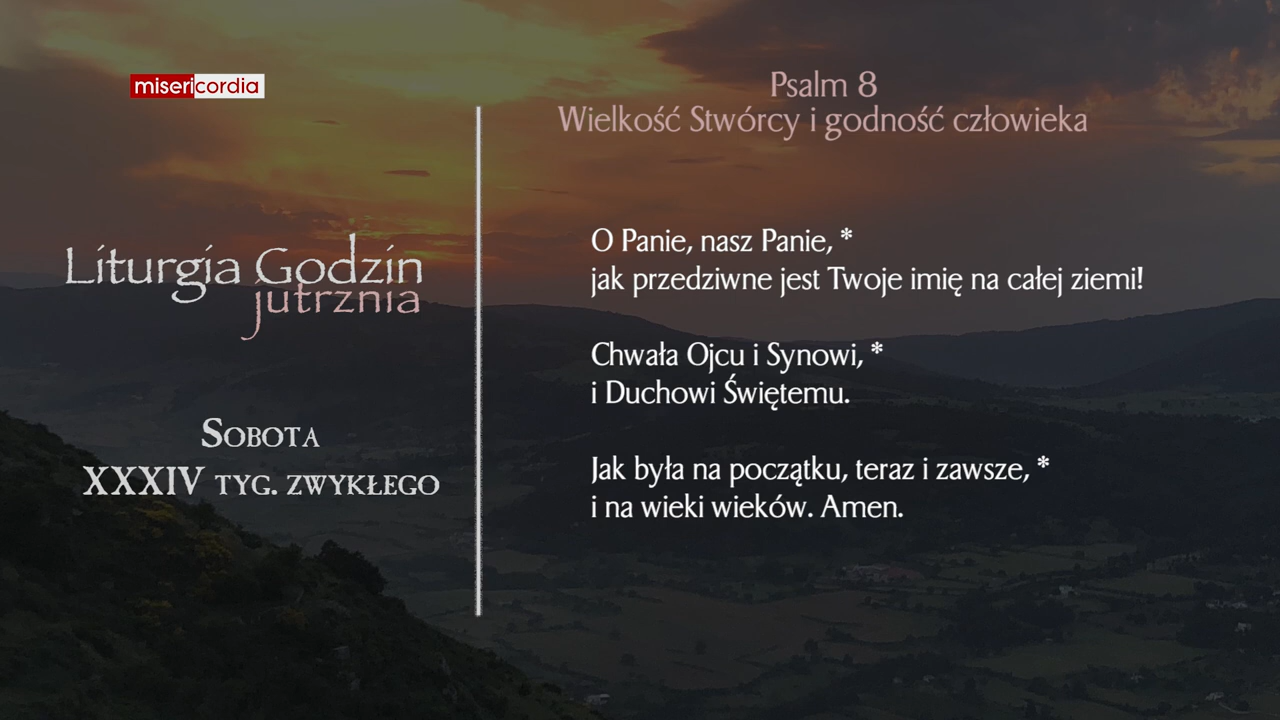 misericordia
Liturgia Godzin
jutrznia
Sobota
XXXIV tyg. zwykłego
Psalm 8
Wielkość Stwórcy i godność człowieka
O Panie, nasz Panie, *
jak przedziwne jest Twoje imię na całej ziemi!
Chwała Ojcu i Synowi, *
i Duchowi Świętemu.
Jak była na początku, teraz i zawsze, *
i na wieki wieków. Amen.